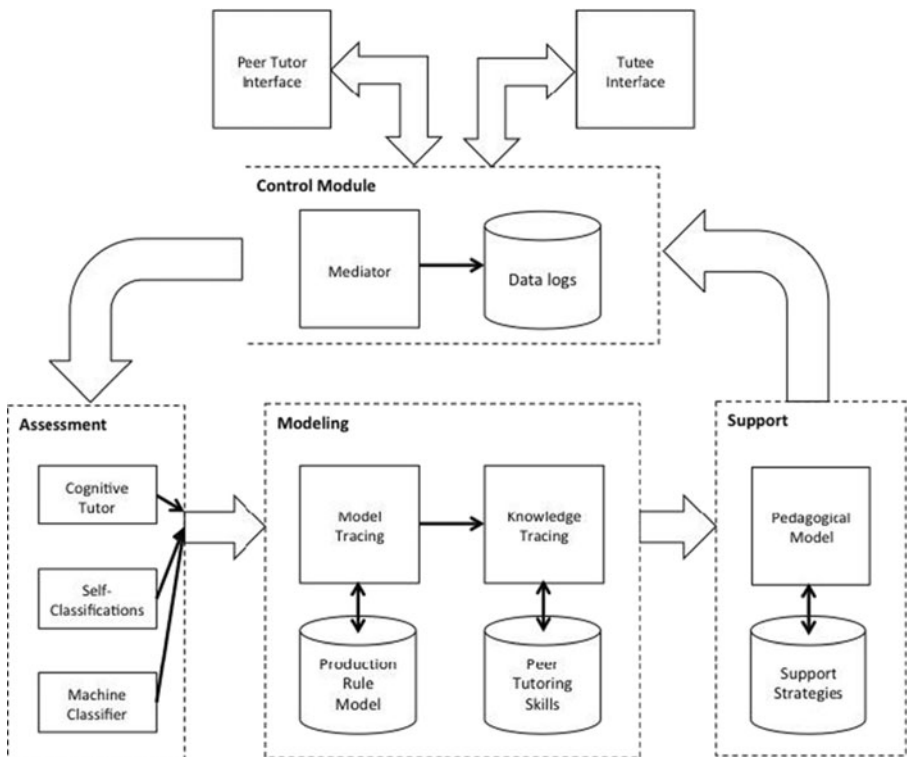 Peer Tutor
Interface
Tutee
Interface
Control Module
Mediator
Data logs
Assessment
Cognitive
Tutor
Self-
Classifications
Machine
Classifier
Modeling
Model
Tracing
Knowledge
Tracing
Production
Rule
Model
Peer
Tutoring
Skills
Support
Pedagogical
Model
Support
Strategies